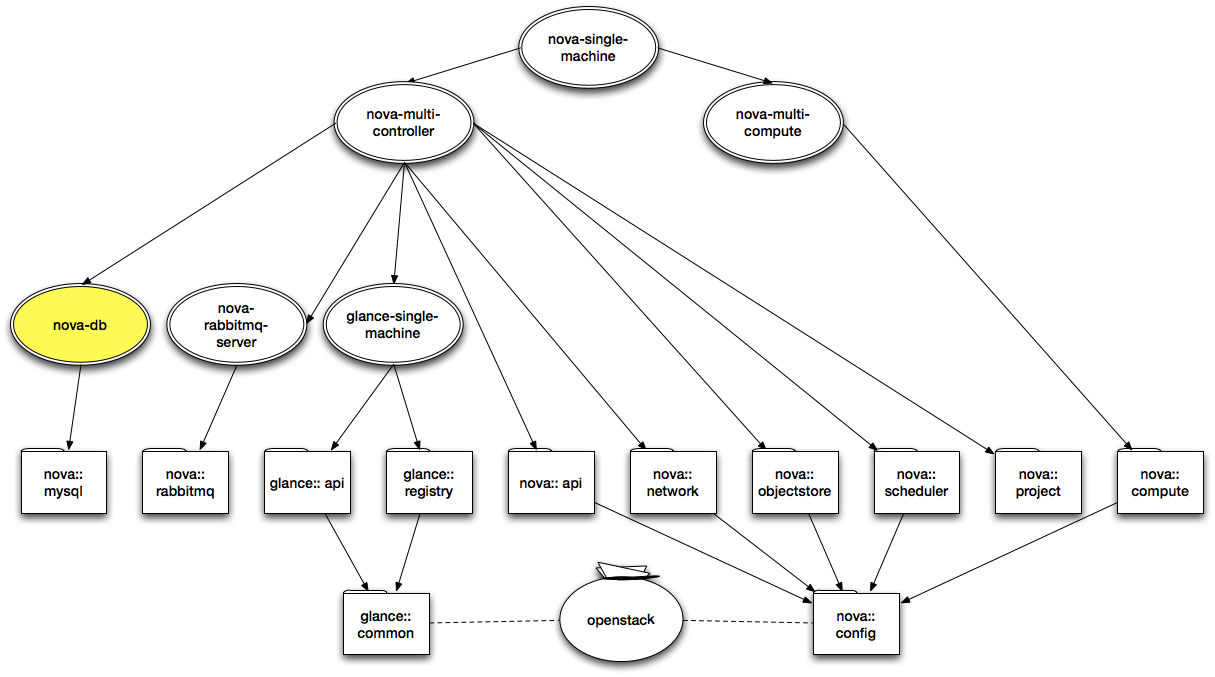 nova-single-
machine
nova-multi-
controller
nova-multi-
compute
nova-db
nova-
rabbitmq-
server
glance-single-
machine
nova::
mysql
nova::
rabbitmq
glance:: api
glance::
registry
nova:: api
nova::
network
nova::
objectstore
nova::
scheduler
nova::
project
nova::
compute
glance::
common
openstack
nova::
config